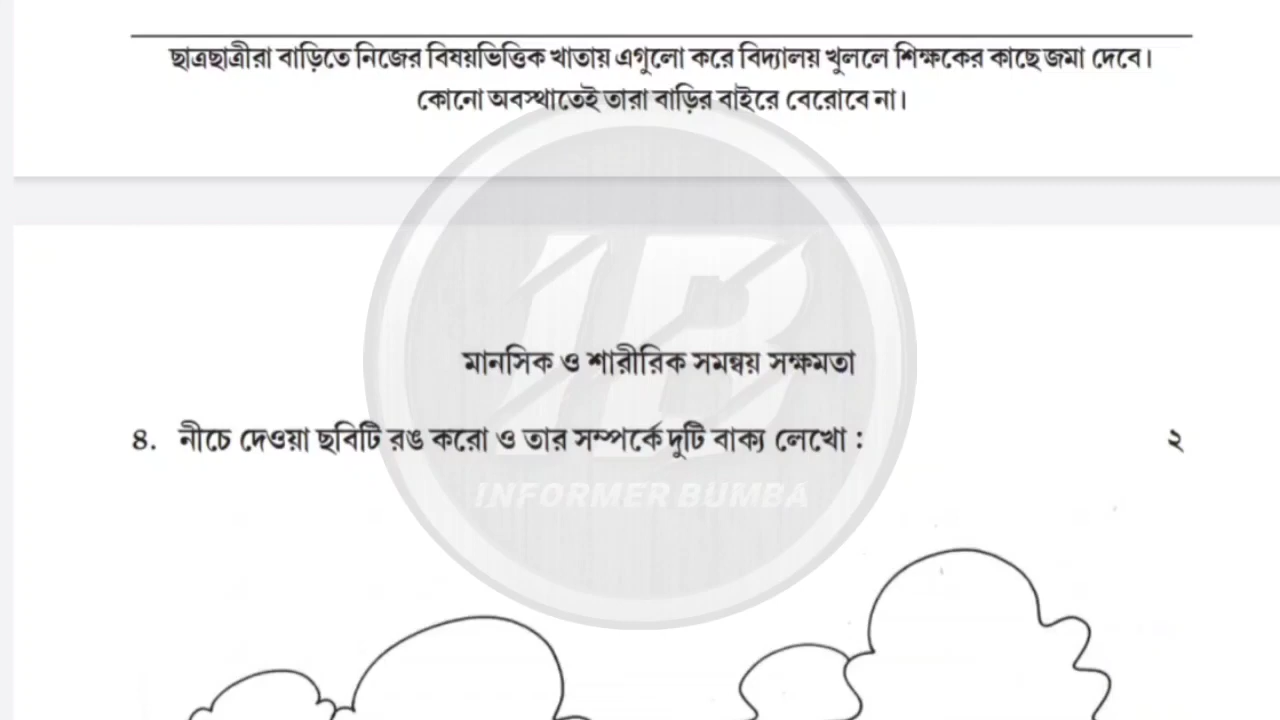 ছাত্রছাত্রীরা বাড়িতে নিজের বিষয়ভিত্তিক খাতায় এগুলো করে বিদ্যালয় খুললে শিক্ষকের কাছে জমা দেবে।
কোনো অবস্থাতেই তারা বাড়ির বাইরে বেরোবে না।
মানসিক ও শারীরিক সমন্বয় সক্ষমতা
৪. নীচে দেওয়া ছবিটি রঙ করো ও তার সম্পর্কে দুটি বাক্য লেখো : ২
IB
INFORMER BUMBA